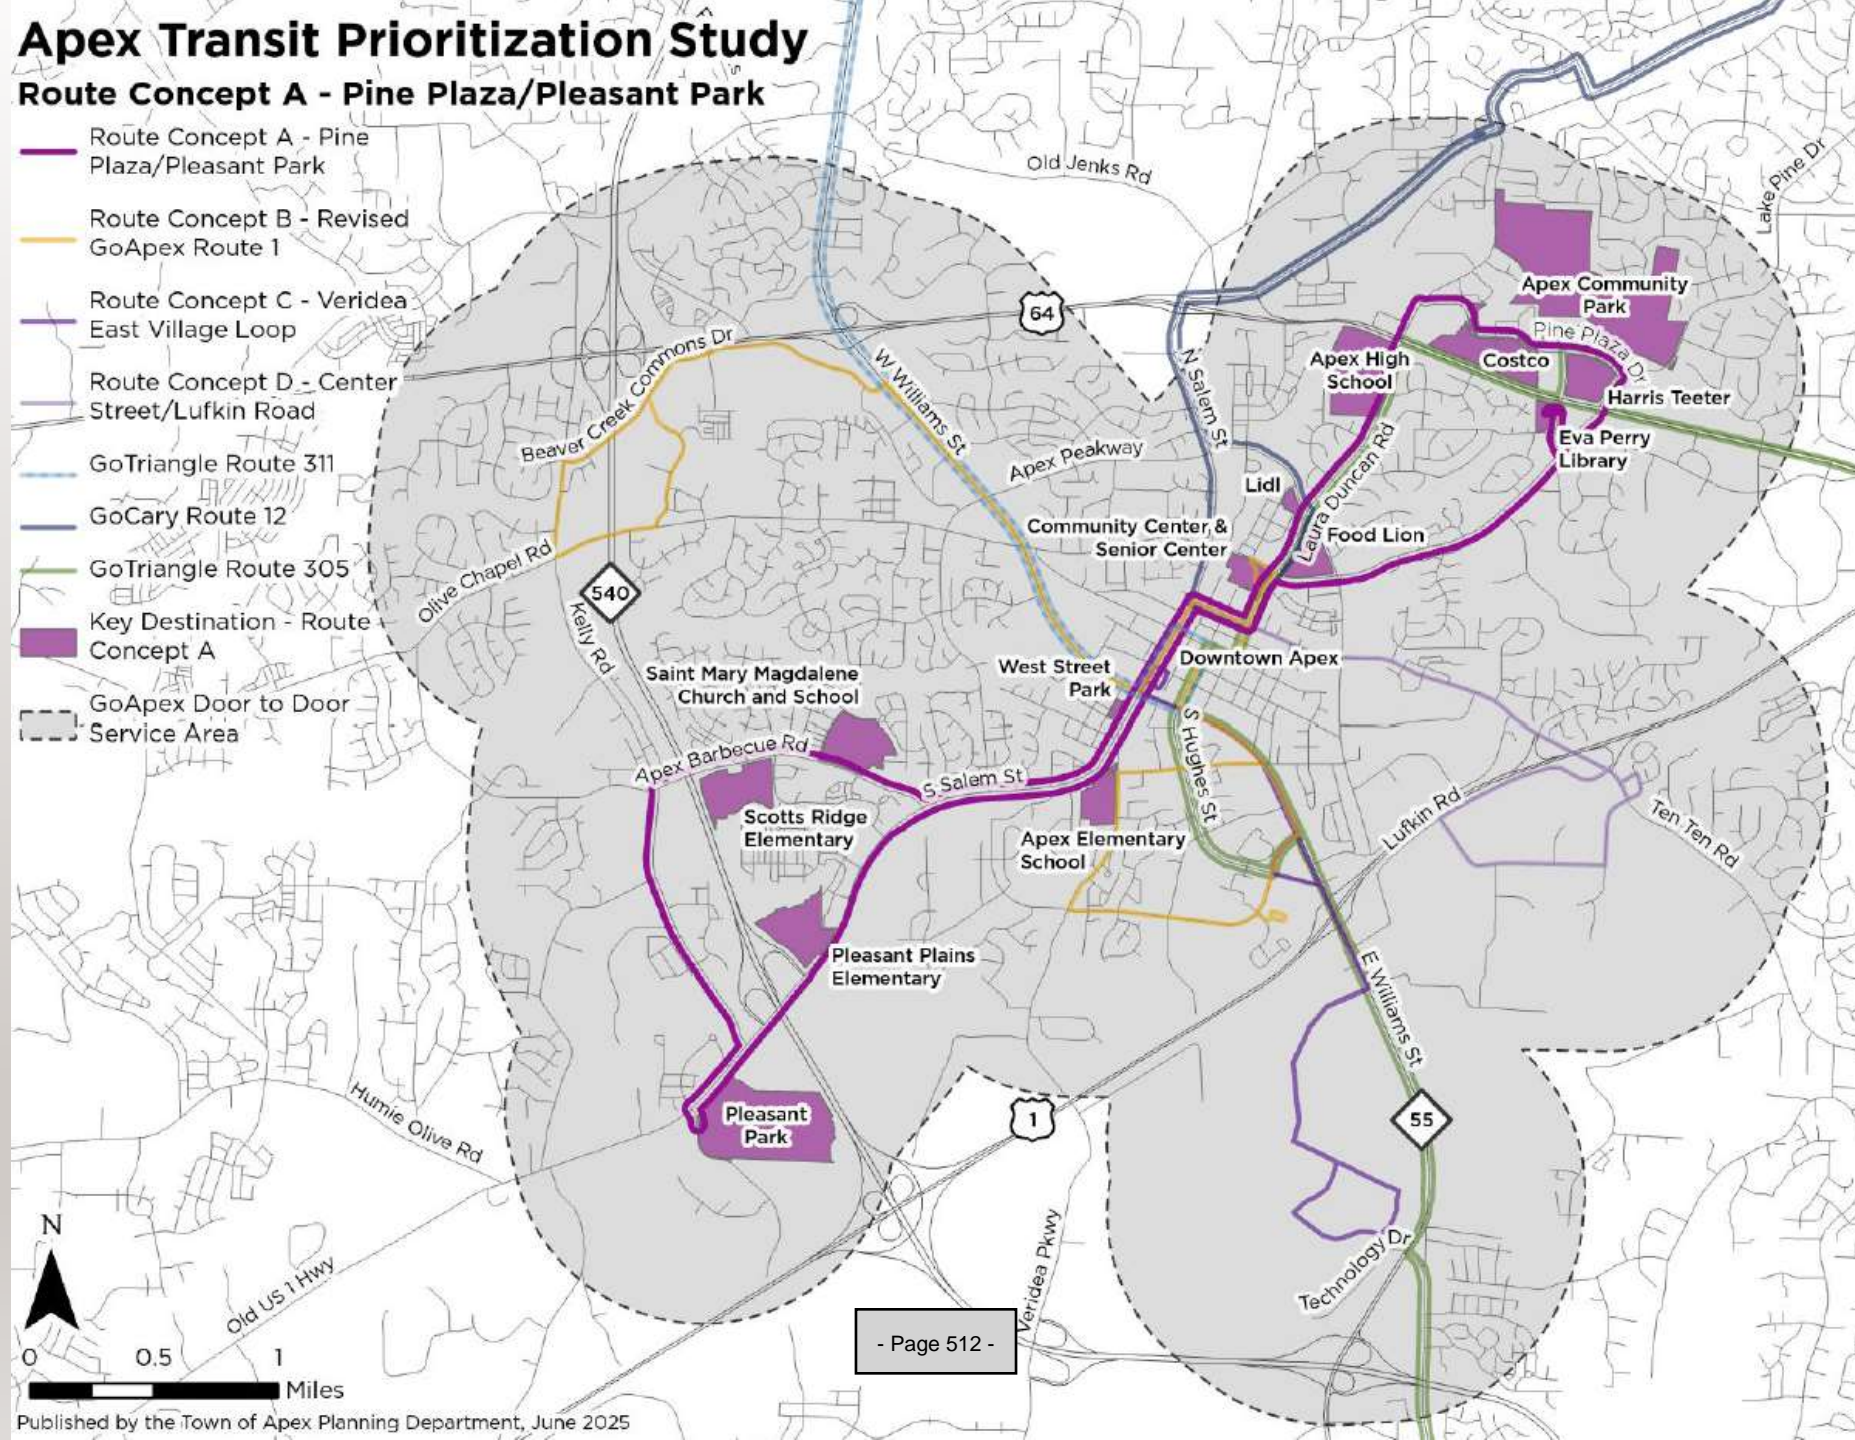 Apex Transit Prioritization Study
Route Concept A - Pine Plaza/Pleasant Park
Route Concept A - Pine
Plaza/Pleasant Park
Route Concept B - Revised
GoApex Route 1
Route Concept C - Veridea
East Village Loop
Route Concept D - Center
Street/Lufkin Road
GoTriangle Route 311
GoCary Route 12
GoTriangle Route 305
Key Destination - Route
Concept A
GoApex Door to Door
Service Area
Old Jenks Rd
Lake Pine Dr
64
Apex Community
Park
Pine Plaza Dr
Beaver Creek Commons Dr
W Williams St
N Salem St
Apex High
School
Costco
Harris Teeter
Eva Perry
Library
Apex Peakway
Laura Duncan Rd
Lidl
Community Center &
Senior Center
Food Lion
Olive Chapel Rd
540
Kelly Rd
Saint Mary Magdalene
Church and School
West Street
Park
Downtown Apex
Apex Barbecue Rd
S Salem St
S Hughes St
Scotts Ridge
Elementary
Apex Elementary
School
Lufkin Rd
Ten Ten Rd
Pleasant Plains
Elementary
E Williams St
Pleasant
Park
1
55
Humie Olive Rd
Old US 1 Hwy
Veridea Pkwy
Technology Dr
N
0 0.5 1
Miles
- Page 512 -
Published by the Town of Apex Planning Department, June 2025